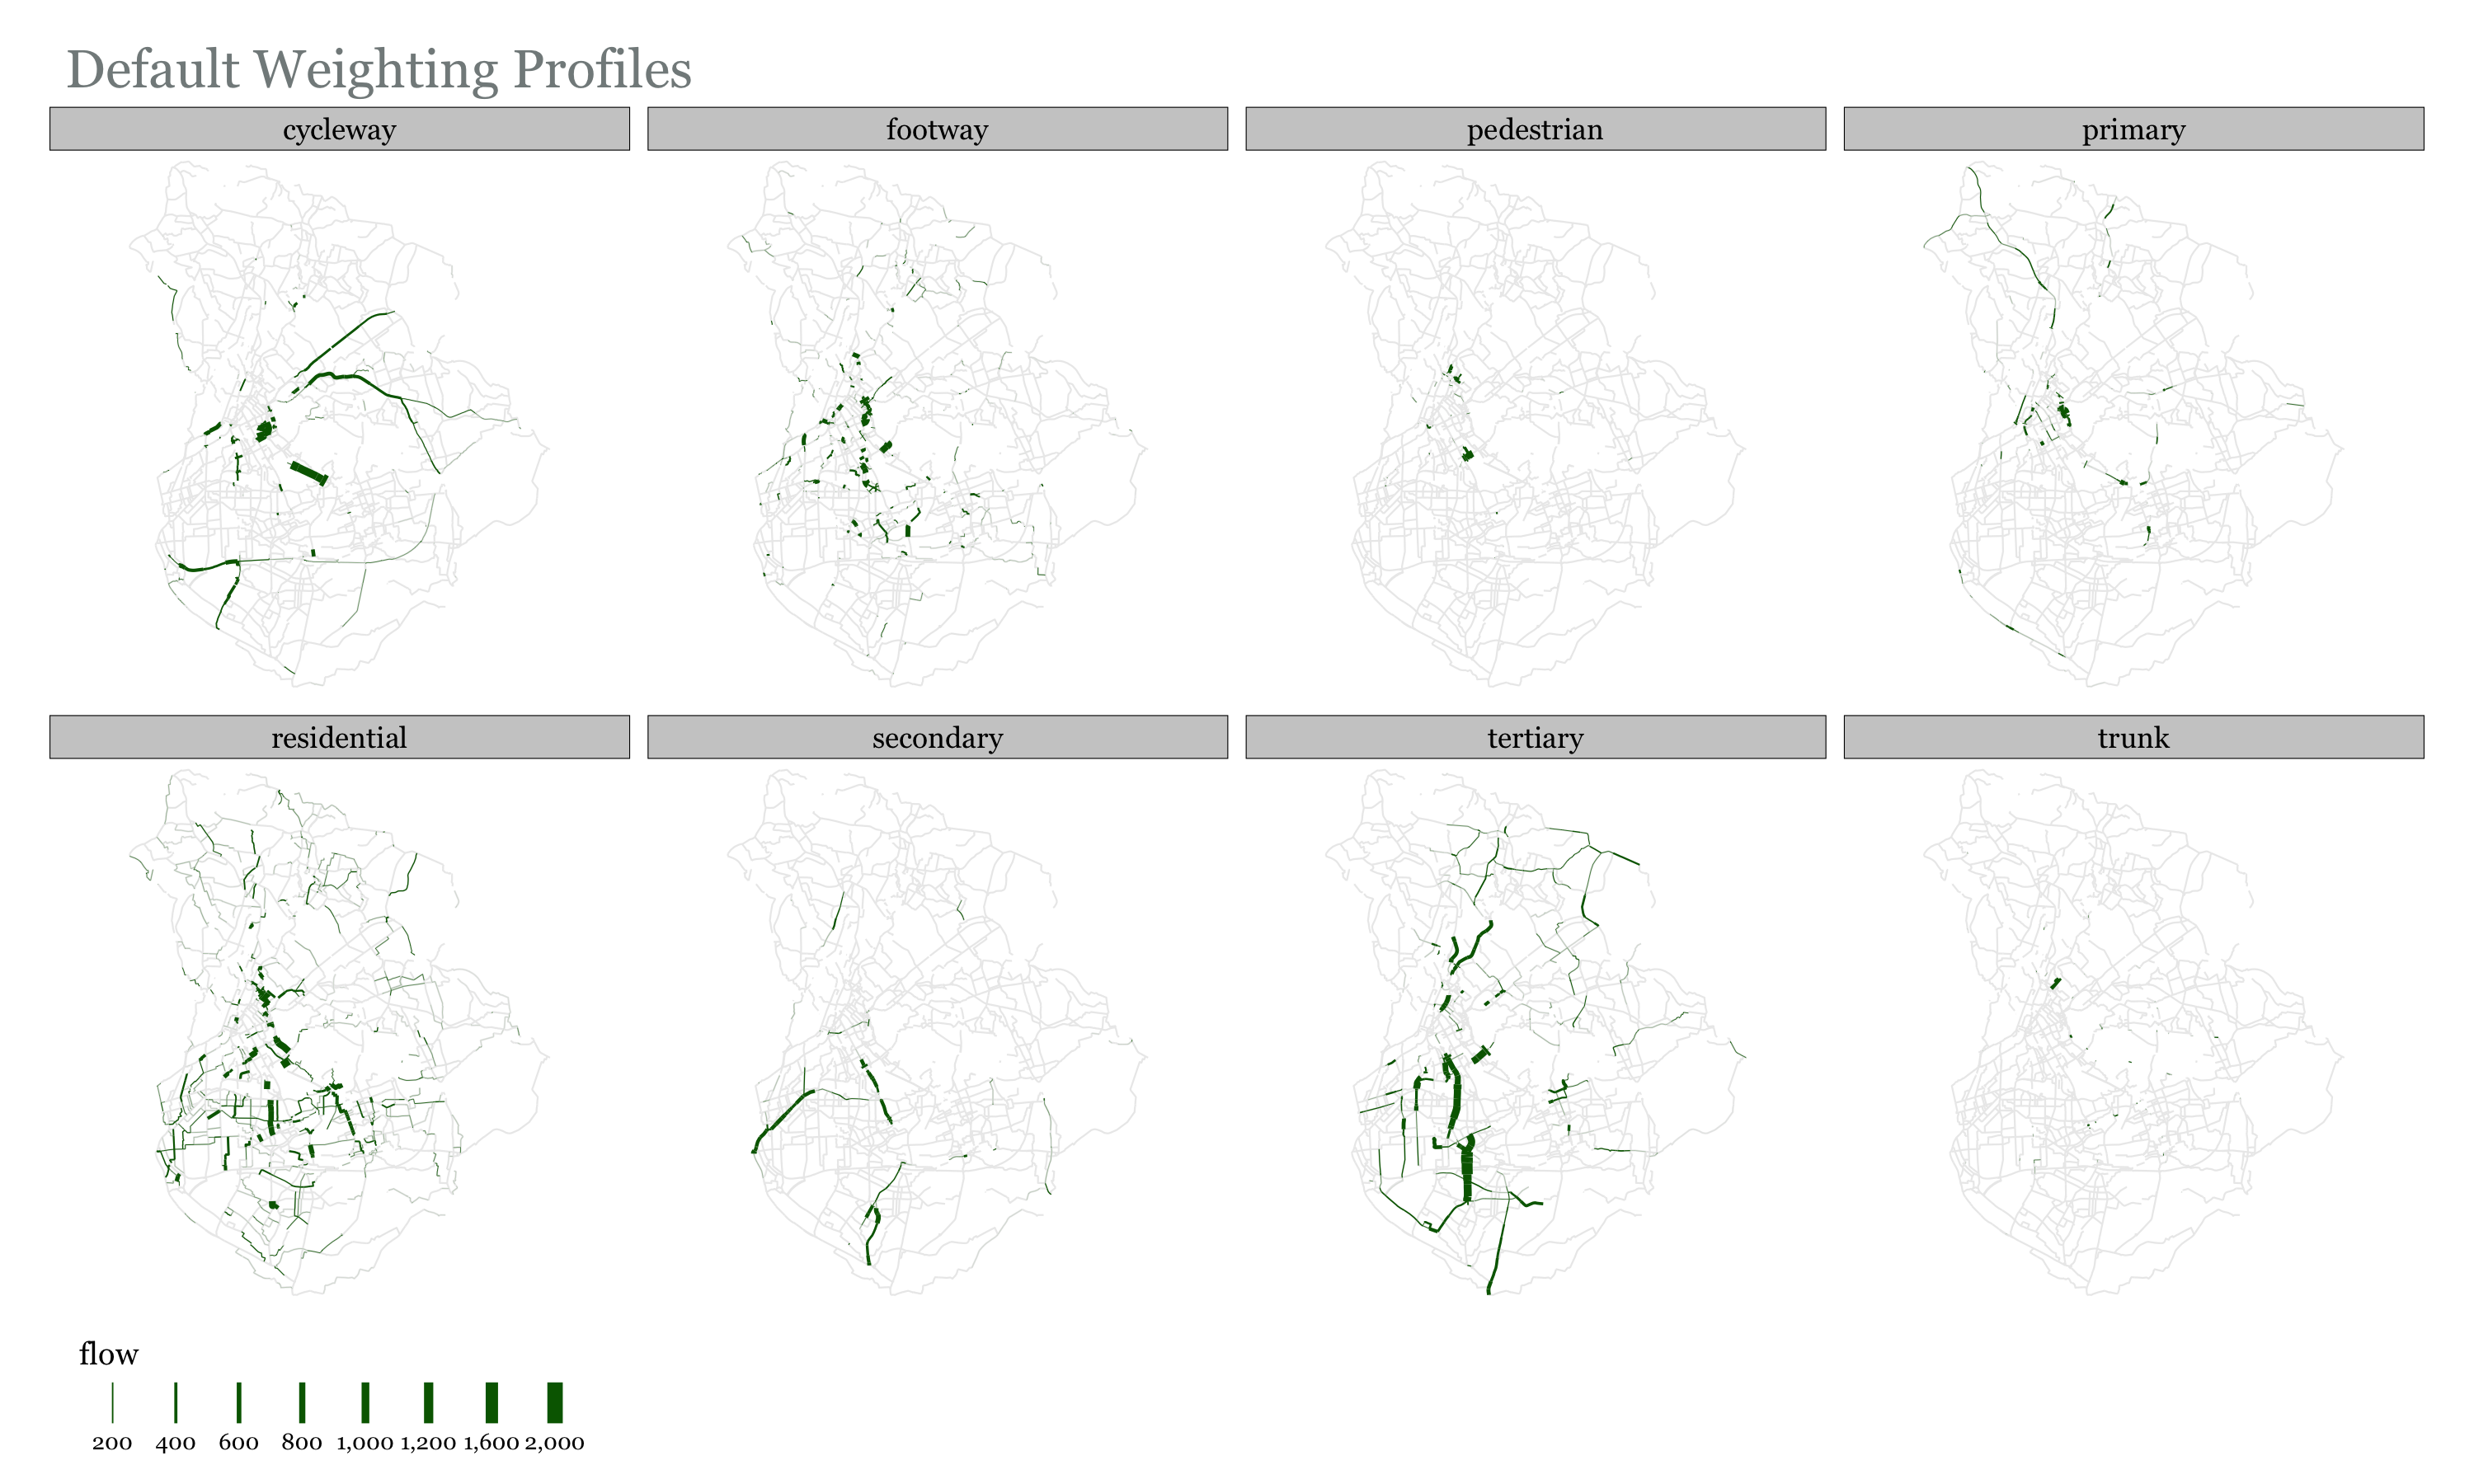 Default Weighting Profiles
cycleway footway pedestrian primary
residential secondary tertiary trunk
flow
200 400 600 800 1,000 1,200 1,600 2,000